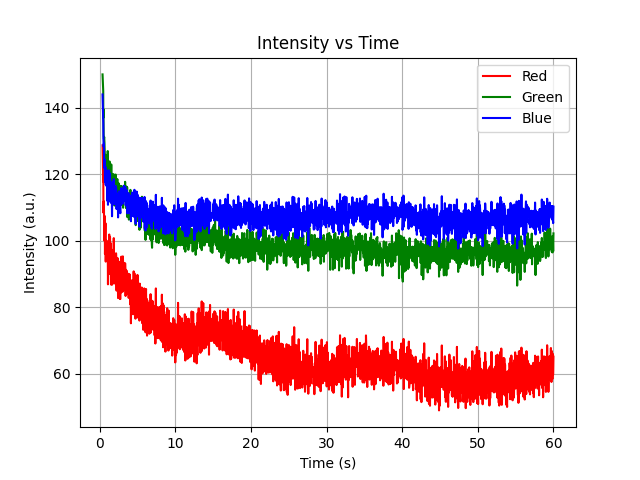 Intensity vs Time
Red
Green
Blue
Intensity (a.u.)
140
120
100
80
60
0 10 20 30 40 50 60
Time (s)